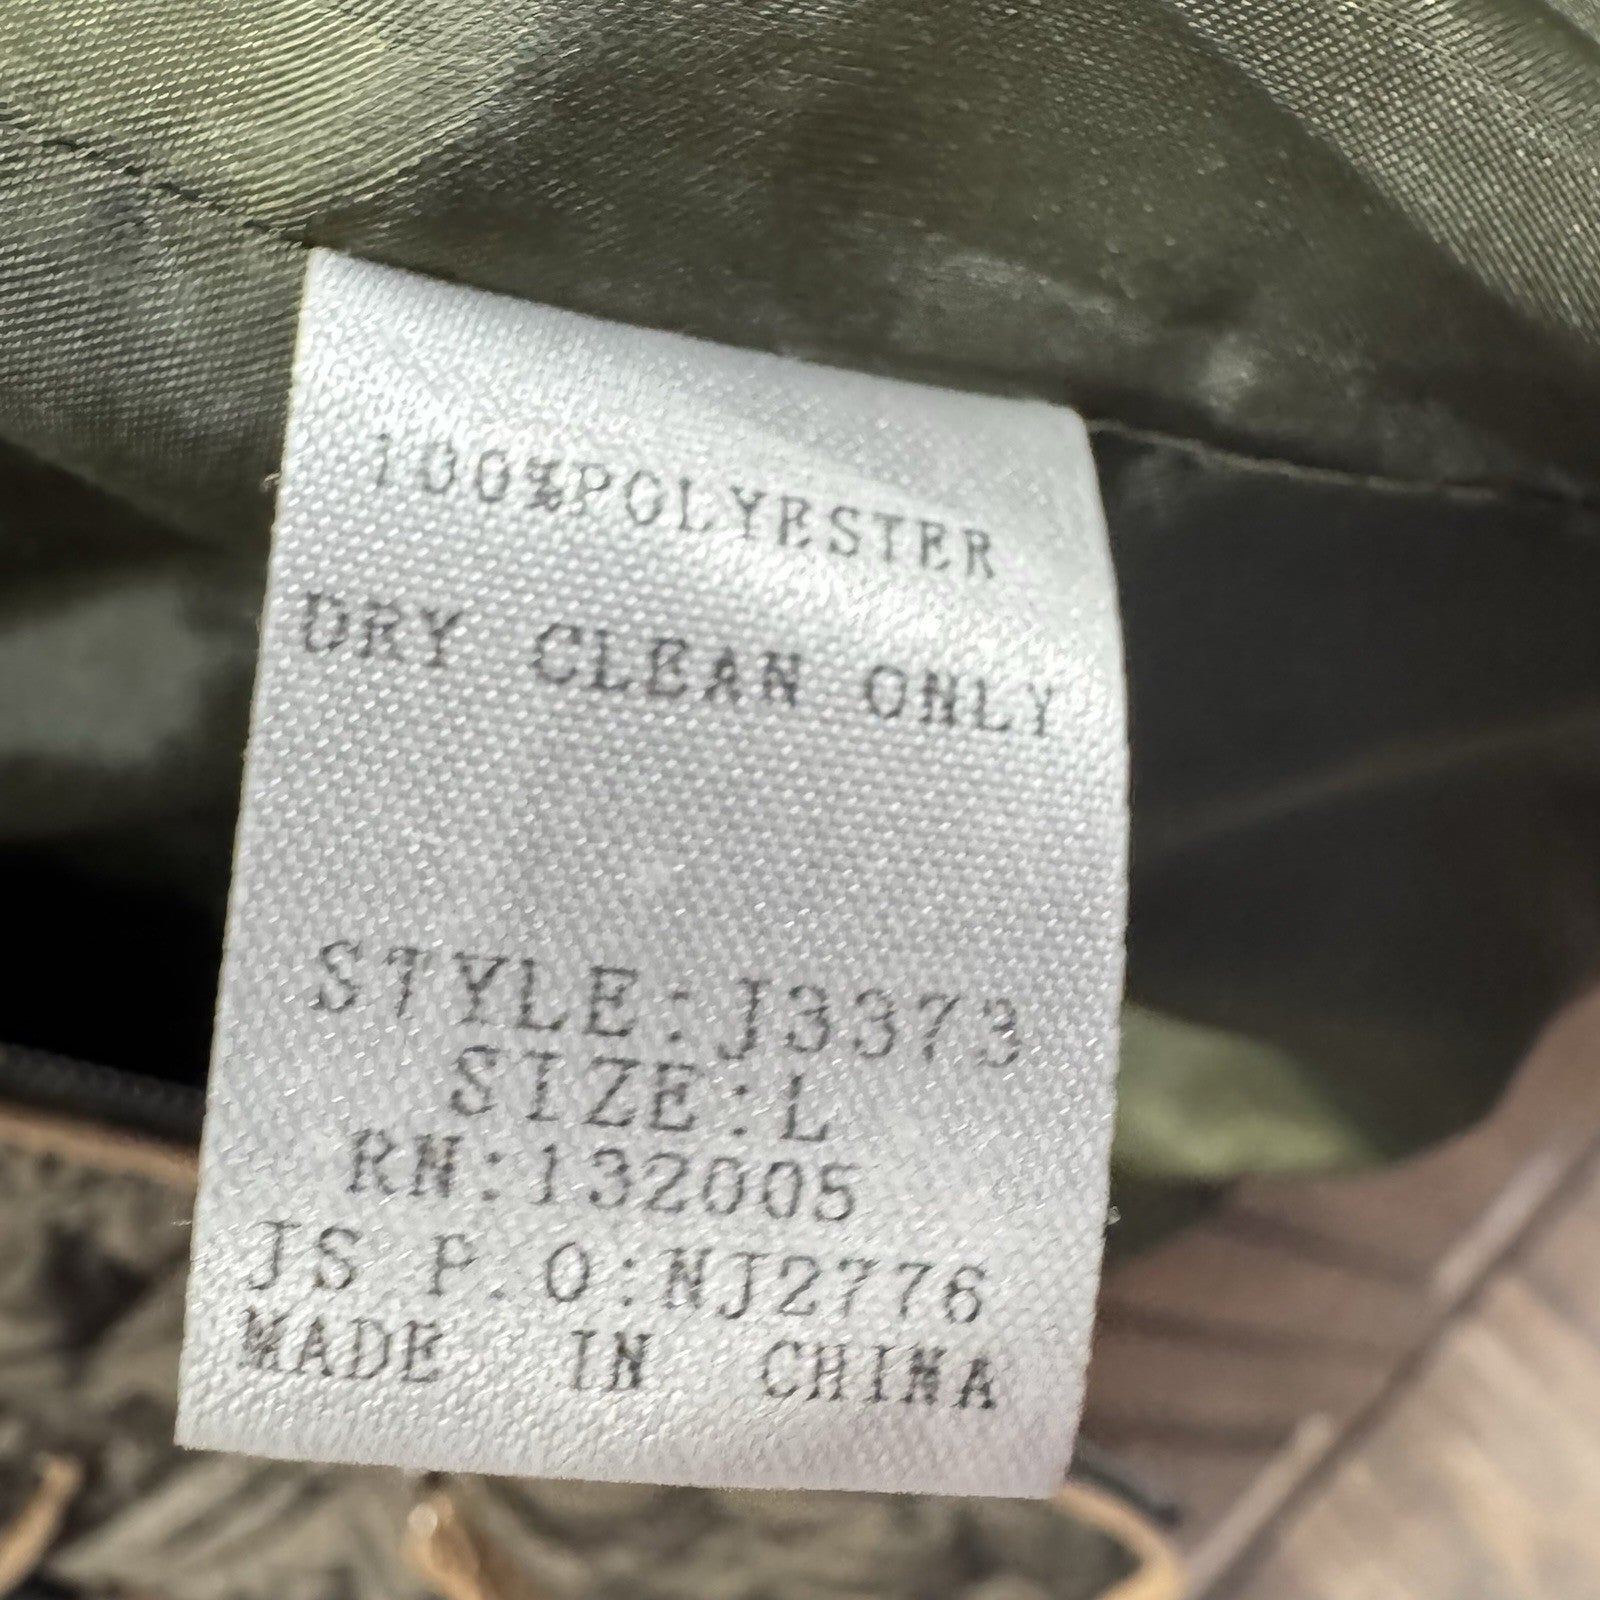 100%POLYESTER
DRY CLEAN ONLY
STYLE:J3373
SIZE:L
RN:132005
JS P.O:NJ2776
MADE IN CHINA